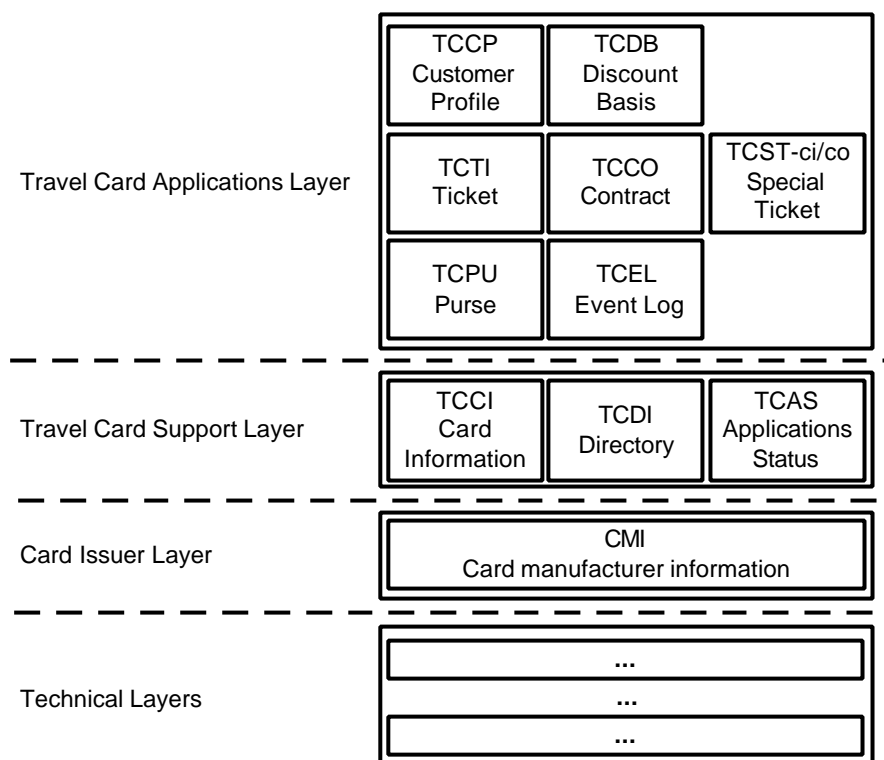 TCCP
Customer
Profile
TCDB
Discount
Basis
Travel Card Applications Layer
TCTI
Ticket
TCCO
Contract
TCST-ci/co
Special
Ticket
TCPU
Purse
TCEL
Event Log
Travel Card Support Layer
TCCI
Card
Information
TCDI
Directory
TCAS
Applications
Status
Card Issuer Layer
CMI
Card manufacturer information
Technical Layers
...
...
...